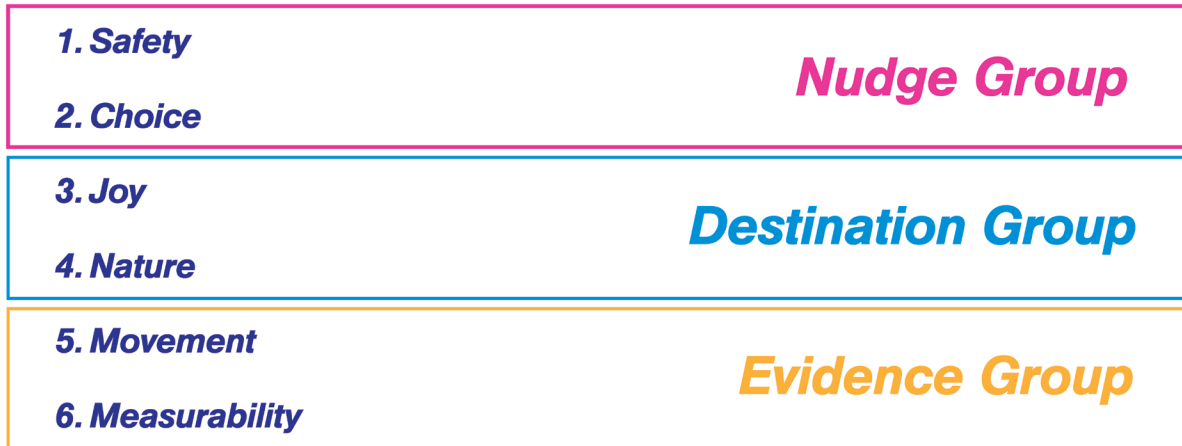 1. Safety
Nudge Group
2. Choice
3. Joy
Destination Group
4. Nature
5. Movement
Evidence Group
6. Measurability